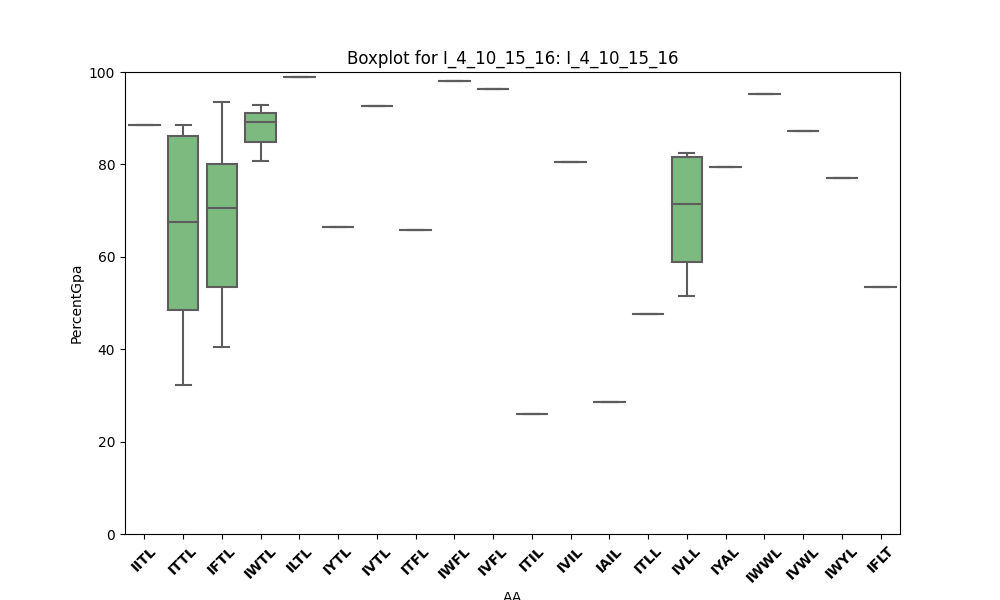 Boxplot for I_4_10_15_16: I_4_10_15_16
100
80
60
40
20
0
PercentGpa
IITL
ITTL
IFTL
IWTL
ILTL
IYTL
IVTL
ITFL
IWFL
IVFL
ITIL
IVIL
IAIL
ITLL
IVLL
IYAL
IWWL
IVWL
IWYL
IFLT
AA